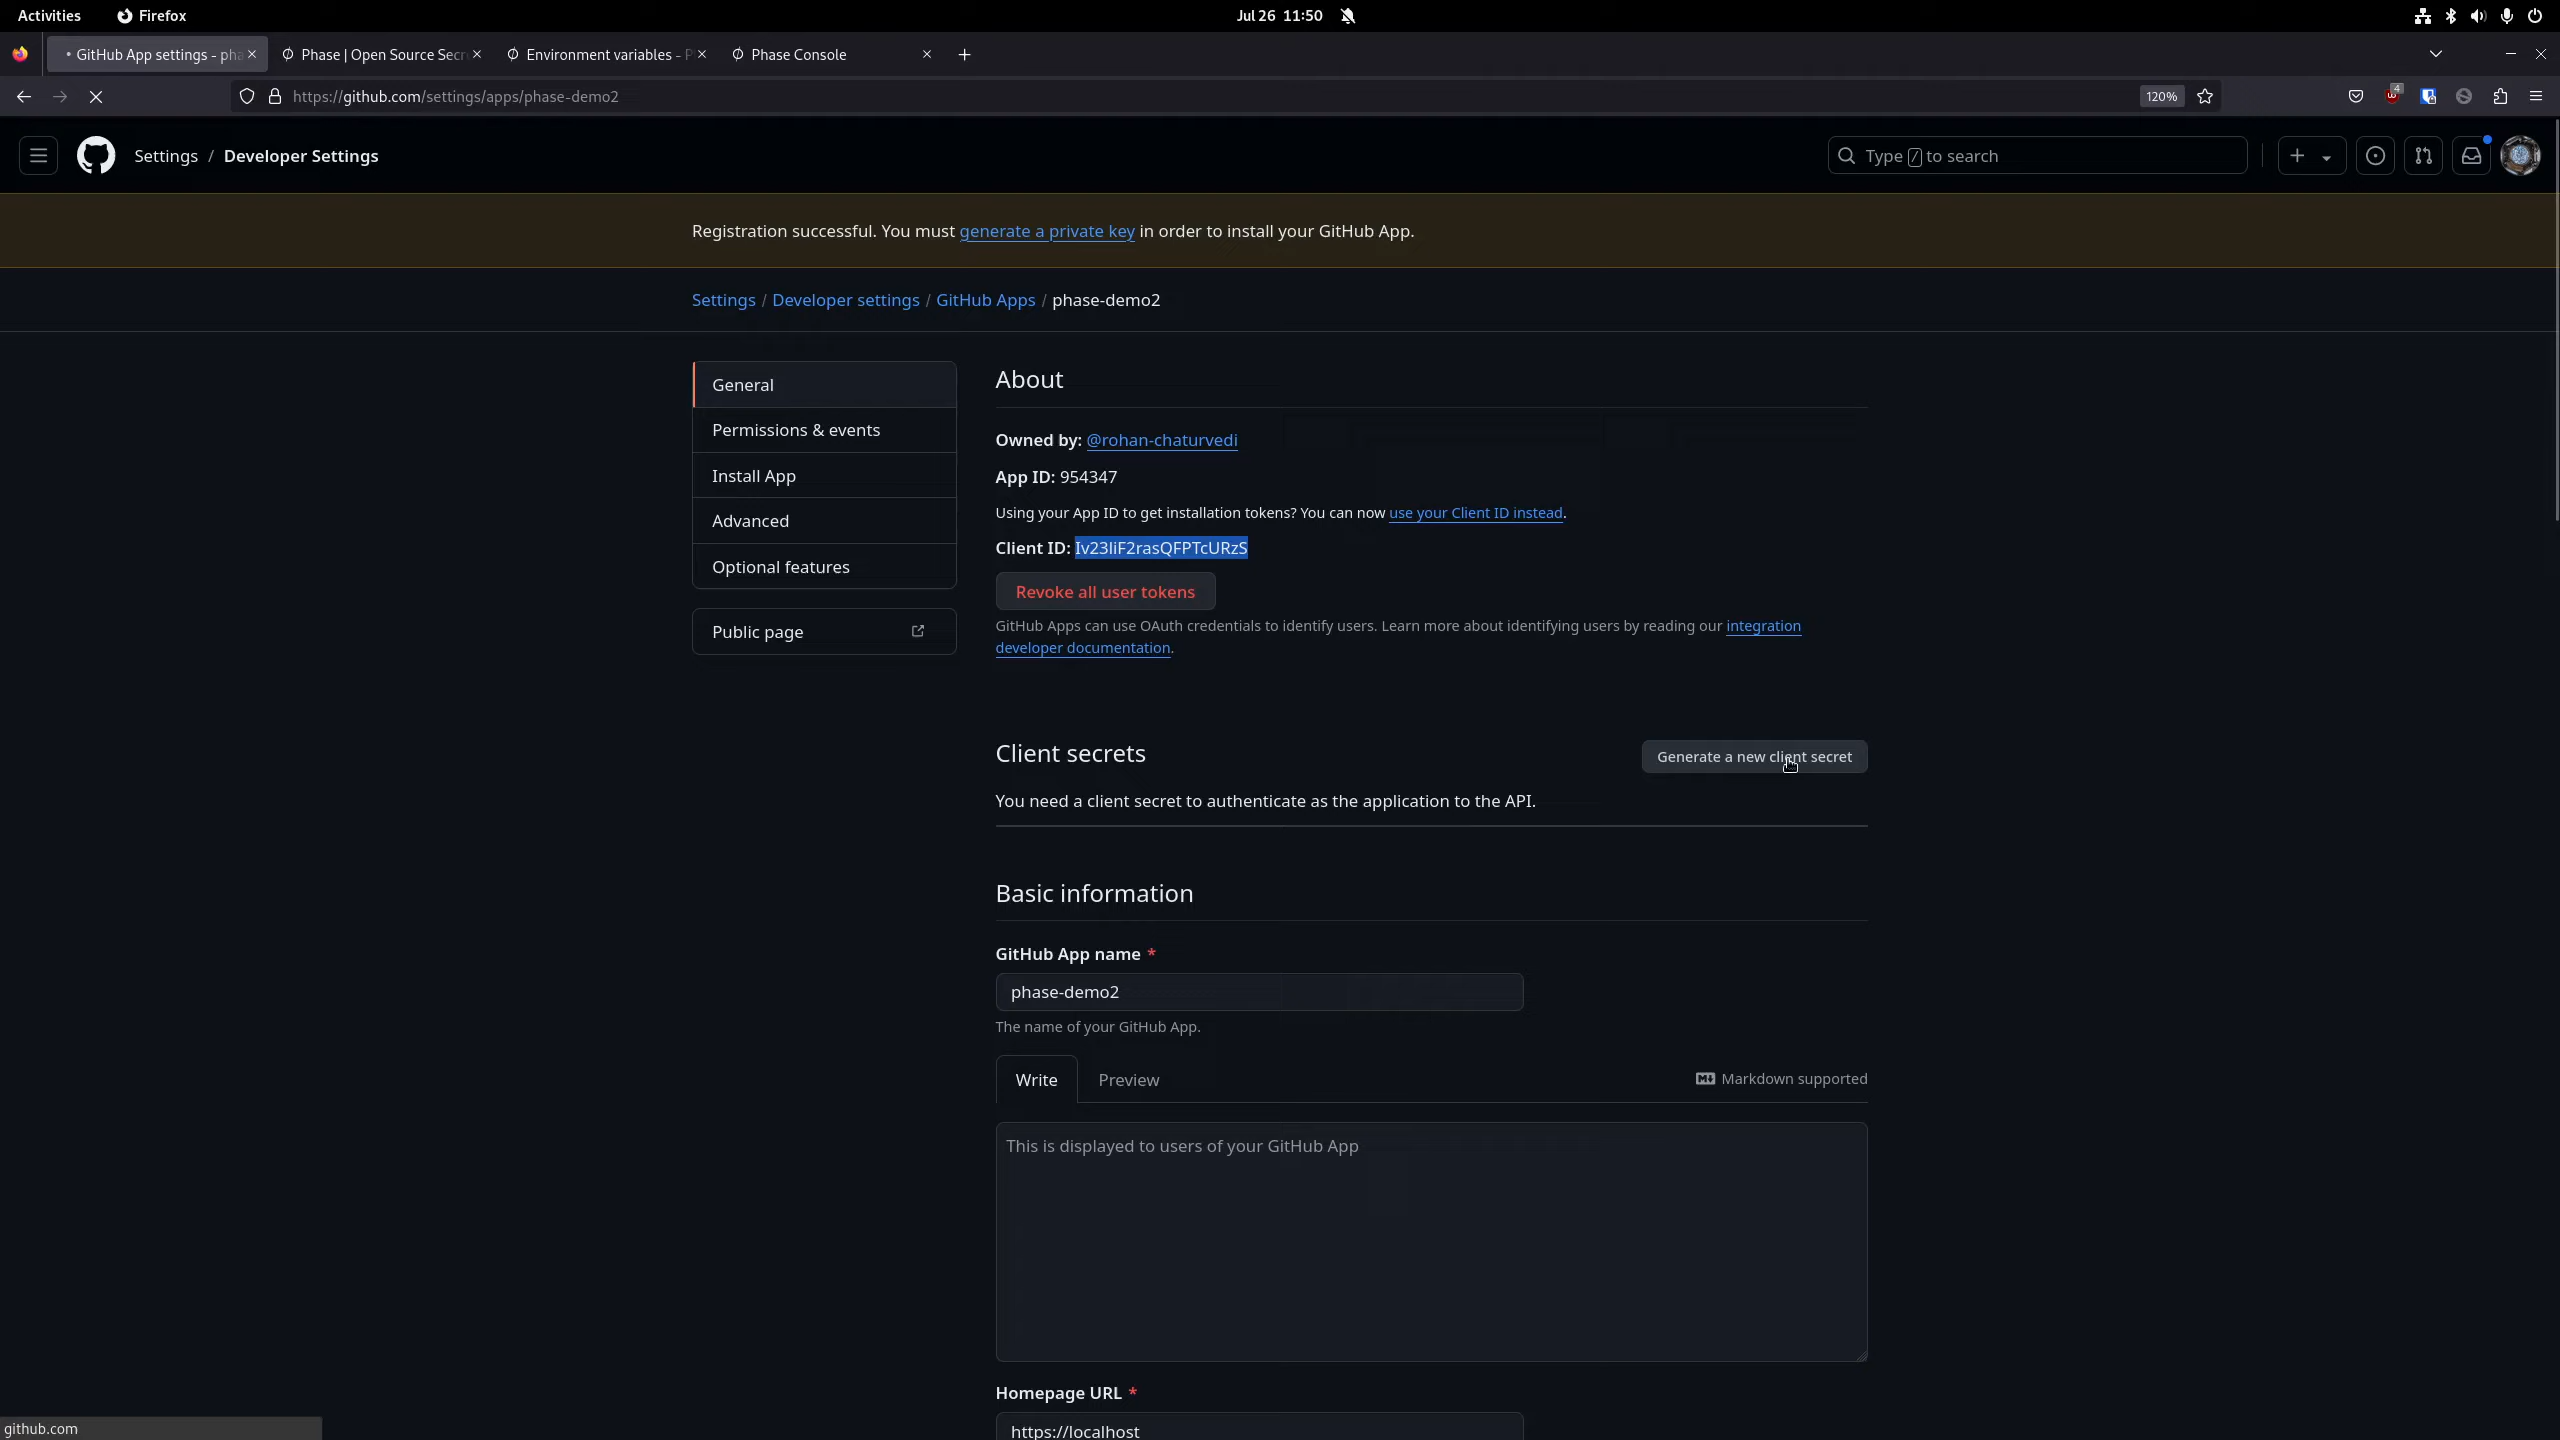 Activities
Firefox
Jul 26 11:50
GitHub App settings - pha
Phase | Open Source Secr
Environment variables - P
Phase Console
https://github.com/settings/apps/phase-demo2
120%
4
Settings / Developer Settings
Type / to search
Registration successful. You must generate a private key in order to install your GitHub App.
Settings / Developer settings / GitHub Apps / phase-demo2
General
Permissions & events
Install App
Advanced
Optional features
Public page
About
Owned by: @rohan-chaturvedi
App ID: 954347
Using your App ID to get installation tokens? You can now use your Client ID instead.
Client ID: Iv23liF2rasQFPTcURzS
Revoke all user tokens
GitHub Apps can use OAuth credentials to identify users. Learn more about identifying users by reading our integration
developer documentation.
Client secrets
Generate a new client secret
You need a client secret to authenticate as the application to the API.
Basic information
GitHub App name *
phase-demo2
The name of your GitHub App.
Write
Preview
Markdown supported
This is displayed to users of your GitHub App
Homepage URL *
https://localhost
github.com